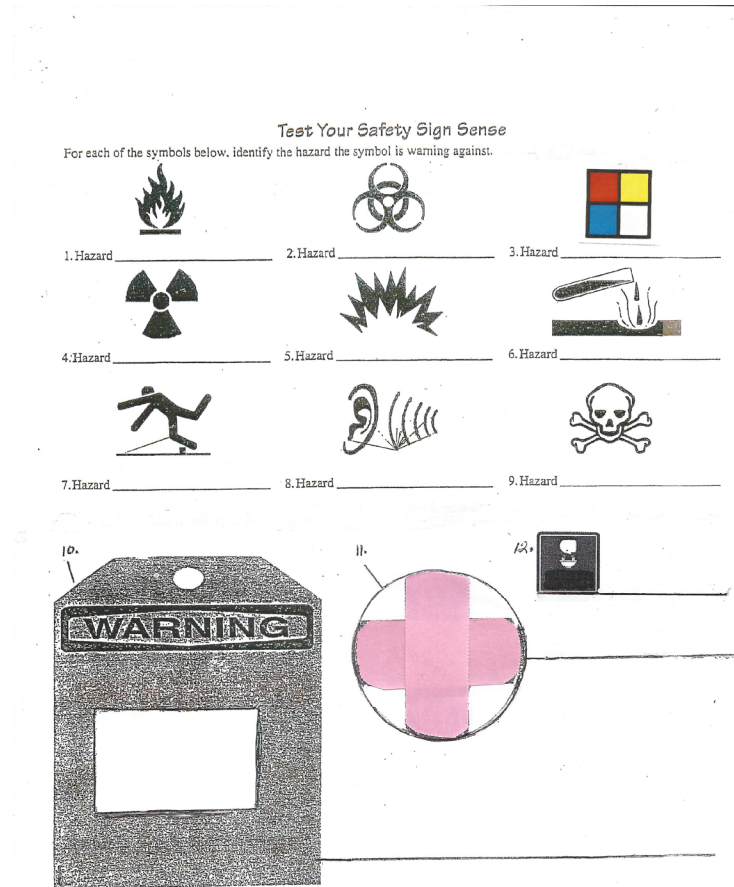 Test Your Safety Sign Sense
For each of the symbols below, identify the hazard the symbol is warning against.
1. Hazard
2. Hazard
3. Hazard
4. Hazard
5. Hazard
6. Hazard
7. Hazard
8. Hazard
9. Hazard
10.
11.
12.
WARNING